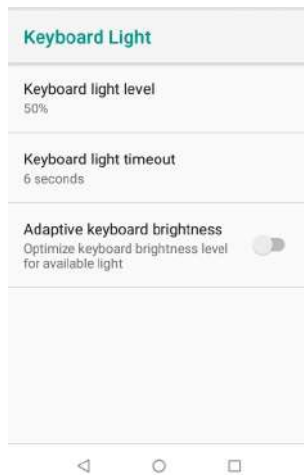 Keyboard Light
Keyboard light level
50%
Keyboard light timeout
6 seconds
Adaptive keyboard brightness
Optimize keyboard brightness level
for available light